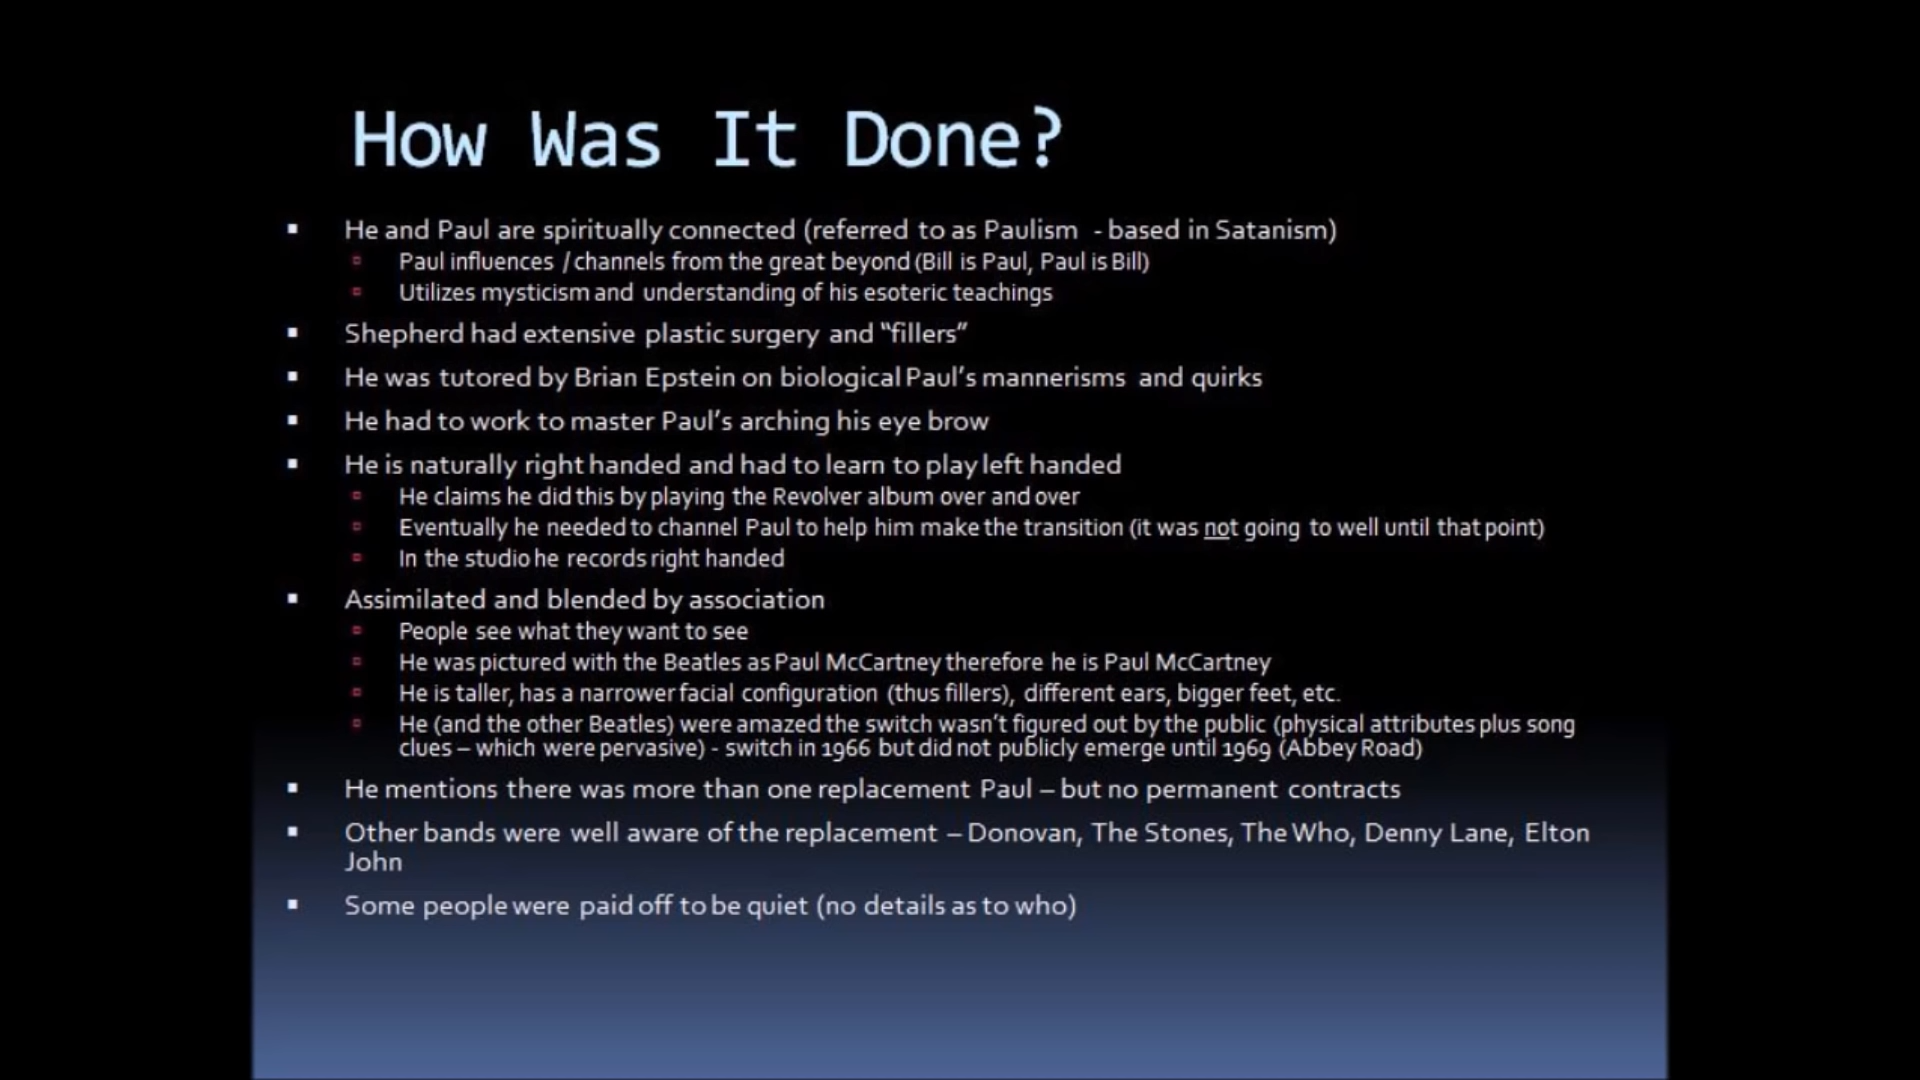 How Was It Done?
He and Paul are spiritually connected (referred to as Paulism - based in Satanism)
Paul influences / channels from the great beyond (Bill is Paul, Paul is Bill)
Utilizes mysticism and understanding of his esoteric teachings
Shepherd had extensive plastic surgery and “fillers”
He was tutored by Brian Epstein on biological Paul’s mannerisms and quirks
He had to work to master Paul’s arching his eye brow
He is naturally right handed and had to learn to play left handed
He claims he did this by playing the Revolver album over and over
Eventually he needed to channel Paul to help him make the transition (it was not going to well until that point)
In the studio he records right handed
Assimilated and blended by association
People see what they want to see
He was pictured with the Beatles as Paul McCartney therefore he is Paul McCartney
He is taller, has a narrower facial configuration (thus fillers), different ears, bigger feet, etc.
He (and the other Beatles) were amazed the switch wasn’t figured out by the public (physical attributes plus song
clues – which were pervasive) - switch in 1966 but did not publicly emerge until 1969 (Abbey Road)
He mentions there was more than one replacement Paul – but no permanent contracts
Other bands were well aware of the replacement – Donovan, The Stones, The Who, Denny Lane, Elton
John
Some people were paid off to be quiet (no details as to who)